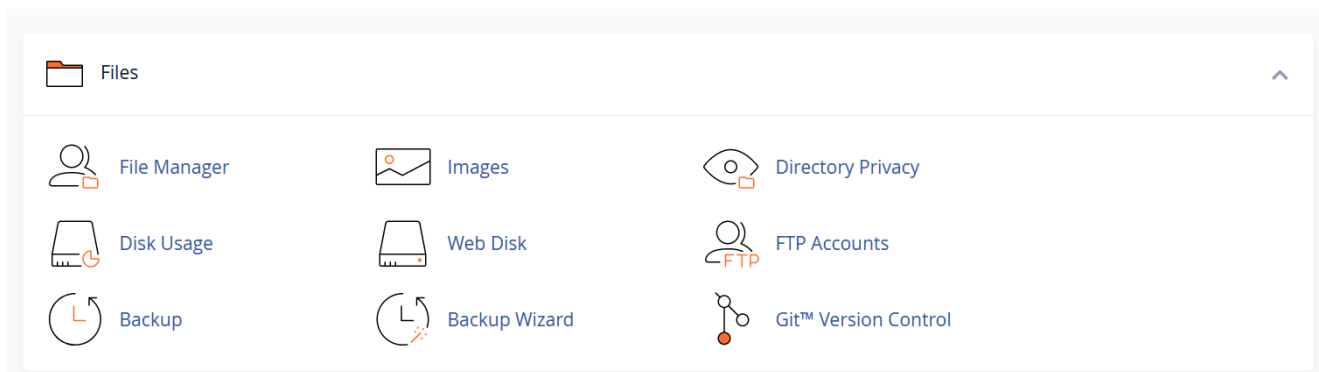 Files
File Manager
Images
Directory Privacy
Disk Usage
Web Disk
FTP Accounts
FTP
Backup
Backup Wizard
Git™ Version Control